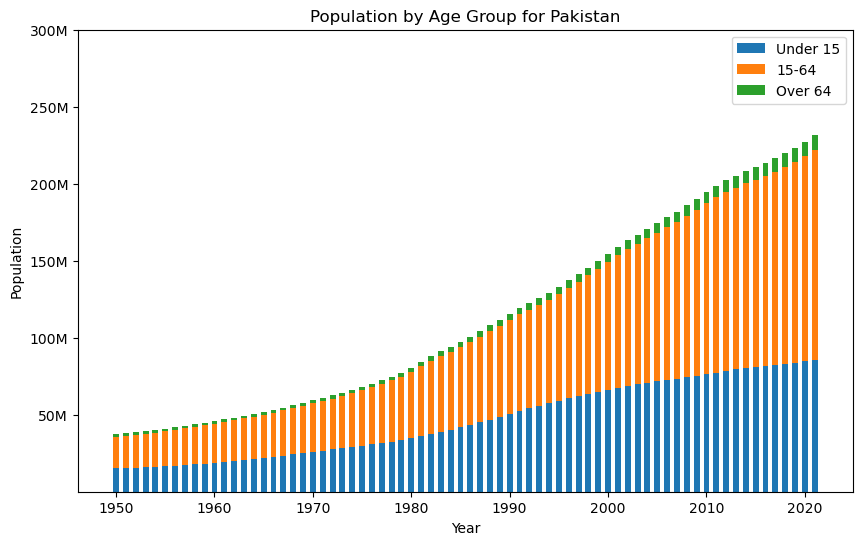 Population by Age Group for Pakistan
300M
250M
200M
150M
100M
50M
Population
Under 15
15-64
Over 64
1950
1960
1970
1980
1990
2000
2010
2020
Year